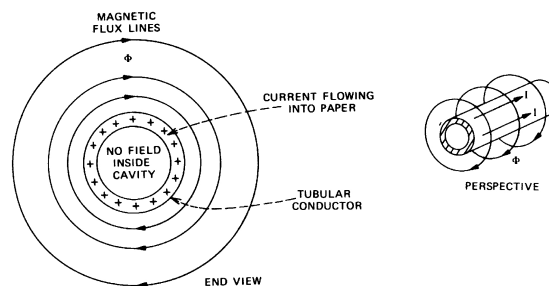 MAGNETIC
FLUX LINES
Φ
CURRENT FLOWING
INTO PAPER
NO FIELD
INSIDE
CAVITY
TUBULAR
CONDUCTOR
END VIEW
I
I
Φ
PERSPECTIVE